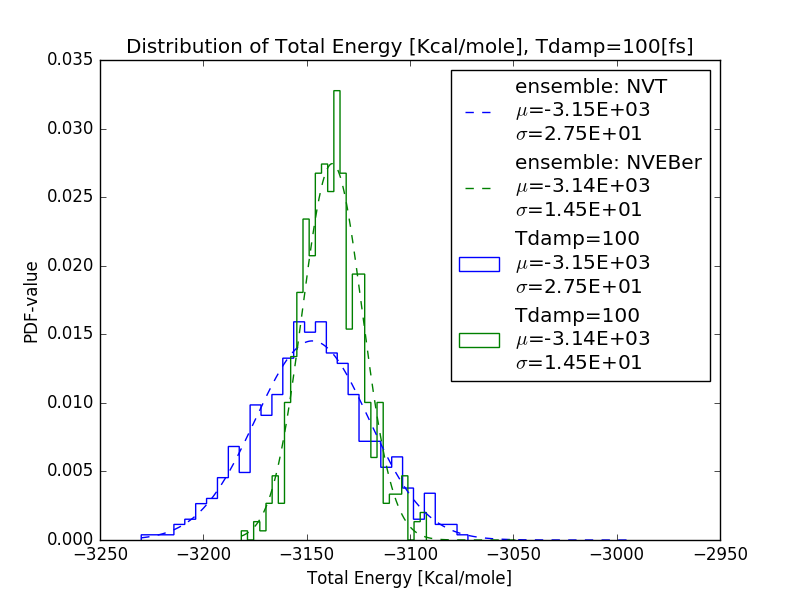 Distribution of Total Energy [Kcal/mole], Tdamp=100[fs]
0.035
0.030
0.025
0.020
0.015
0.010
0.005
0.000
PDF-value
ensemble: NVT
μ=-3.15E+03
σ=2.75E+01
ensemble: NVEBer
μ=-3.14E+03
σ=1.45E+01
Tdamp=100
μ=-3.15E+03
σ=2.75E+01
Tdamp=100
μ=-3.14E+03
σ=1.45E+01
−3250 −3200 −3150 −3100 −3050 −3000 −2950
Total Energy [Kcal/mole]